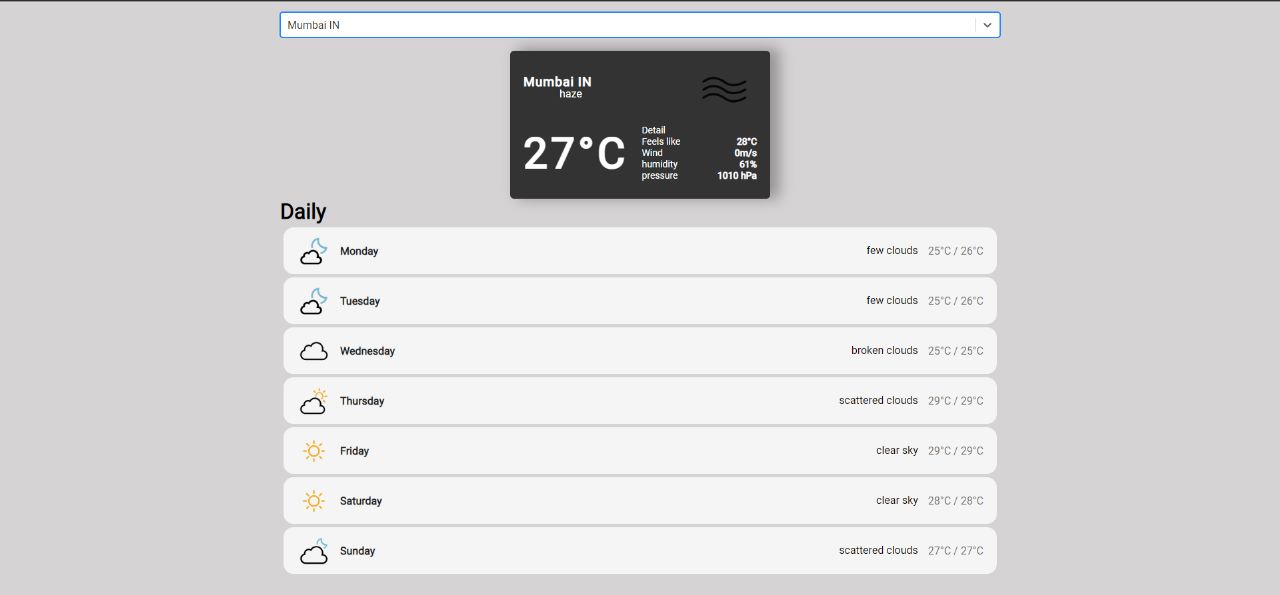 Mumbai IN
Mumbai IN
haze
27°C
Detail
Feels like 28°C
Wind 0m/s
humidity 61%
pressure 1010 hPa
Daily
Monday few clouds 25°C / 26°C
Tuesday few clouds 25°C / 26°C
Wednesday broken clouds 25°C / 25°C
Thursday scattered clouds 29°C / 29°C
Friday clear sky 29°C / 29°C
Saturday clear sky 28°C / 28°C
Sunday scattered clouds 27°C / 27°C